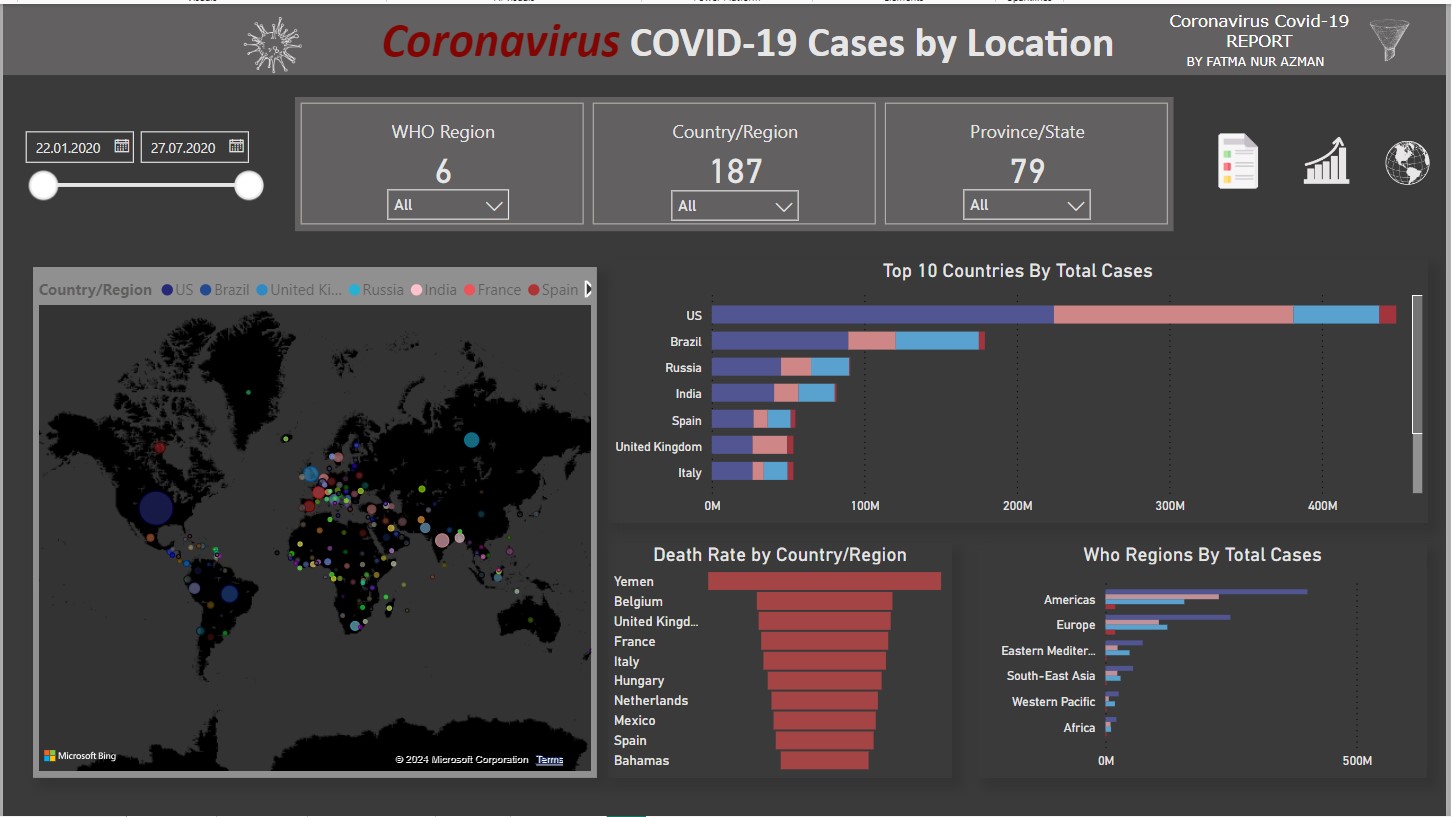 Coronavirus COVID-19 Cases by Location
Coronavirus Covid-19
REPORT
BY FATMA NUR AZMAN
22.01.2020
27.07.2020
WHO Region
6
All
Country/Region
187
All
Province/State
79
All
Country/Region
US
Brazil
United Ki...
Russia
India
France
Spain
Microsoft Bing
© 2024 Microsoft Corporation
Terms
Top 10 Countries By Total Cases
US
Brazil
Russia
India
Spain
United Kingdom
Italy
0M
100M
200M
300M
400M
Death Rate by Country/Region
Yemen
Belgium
United Kingd...
France
Italy
Hungary
Netherlands
Mexico
Spain
Bahamas
Who Regions By Total Cases
Americas
Europe
Eastern Mediter...
South-East Asia
Western Pacific
Africa
0M
500M